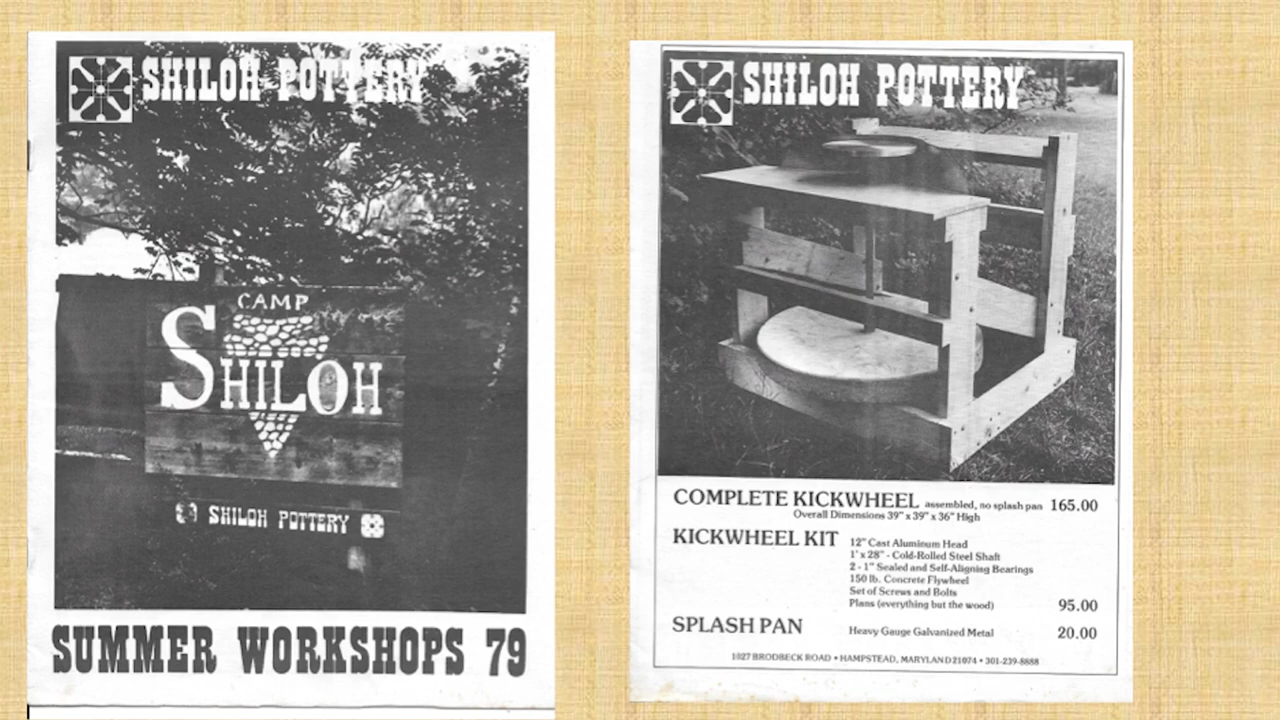 SHILOH POTTERY
CAMP
SHILOH
SHILOH POTTERY
SUMMER WORKSHOPS 79
SHILOH POTTERY
COMPLETE KICKWHEEL assembled, no splash pan 165.00
Overall Dimensions 39" x 39" x 36" High
KICKWHEEL KIT 12" Cast Aluminum Head
1' x 28" - Cold-Rolled Steel Shaft
2 - 1" Sealed and Self-Aligning Bearings
150 lb. Concrete Flywheel
Set of Screws and Bolts
Plans (everything but the wood) 95.00
SPLASH PAN Heavy Gauge Galvanized Metal 20.00
1027 BRODBECK ROAD • HAMPSTEAD, MARYLAND 21074 • 301-239-8888